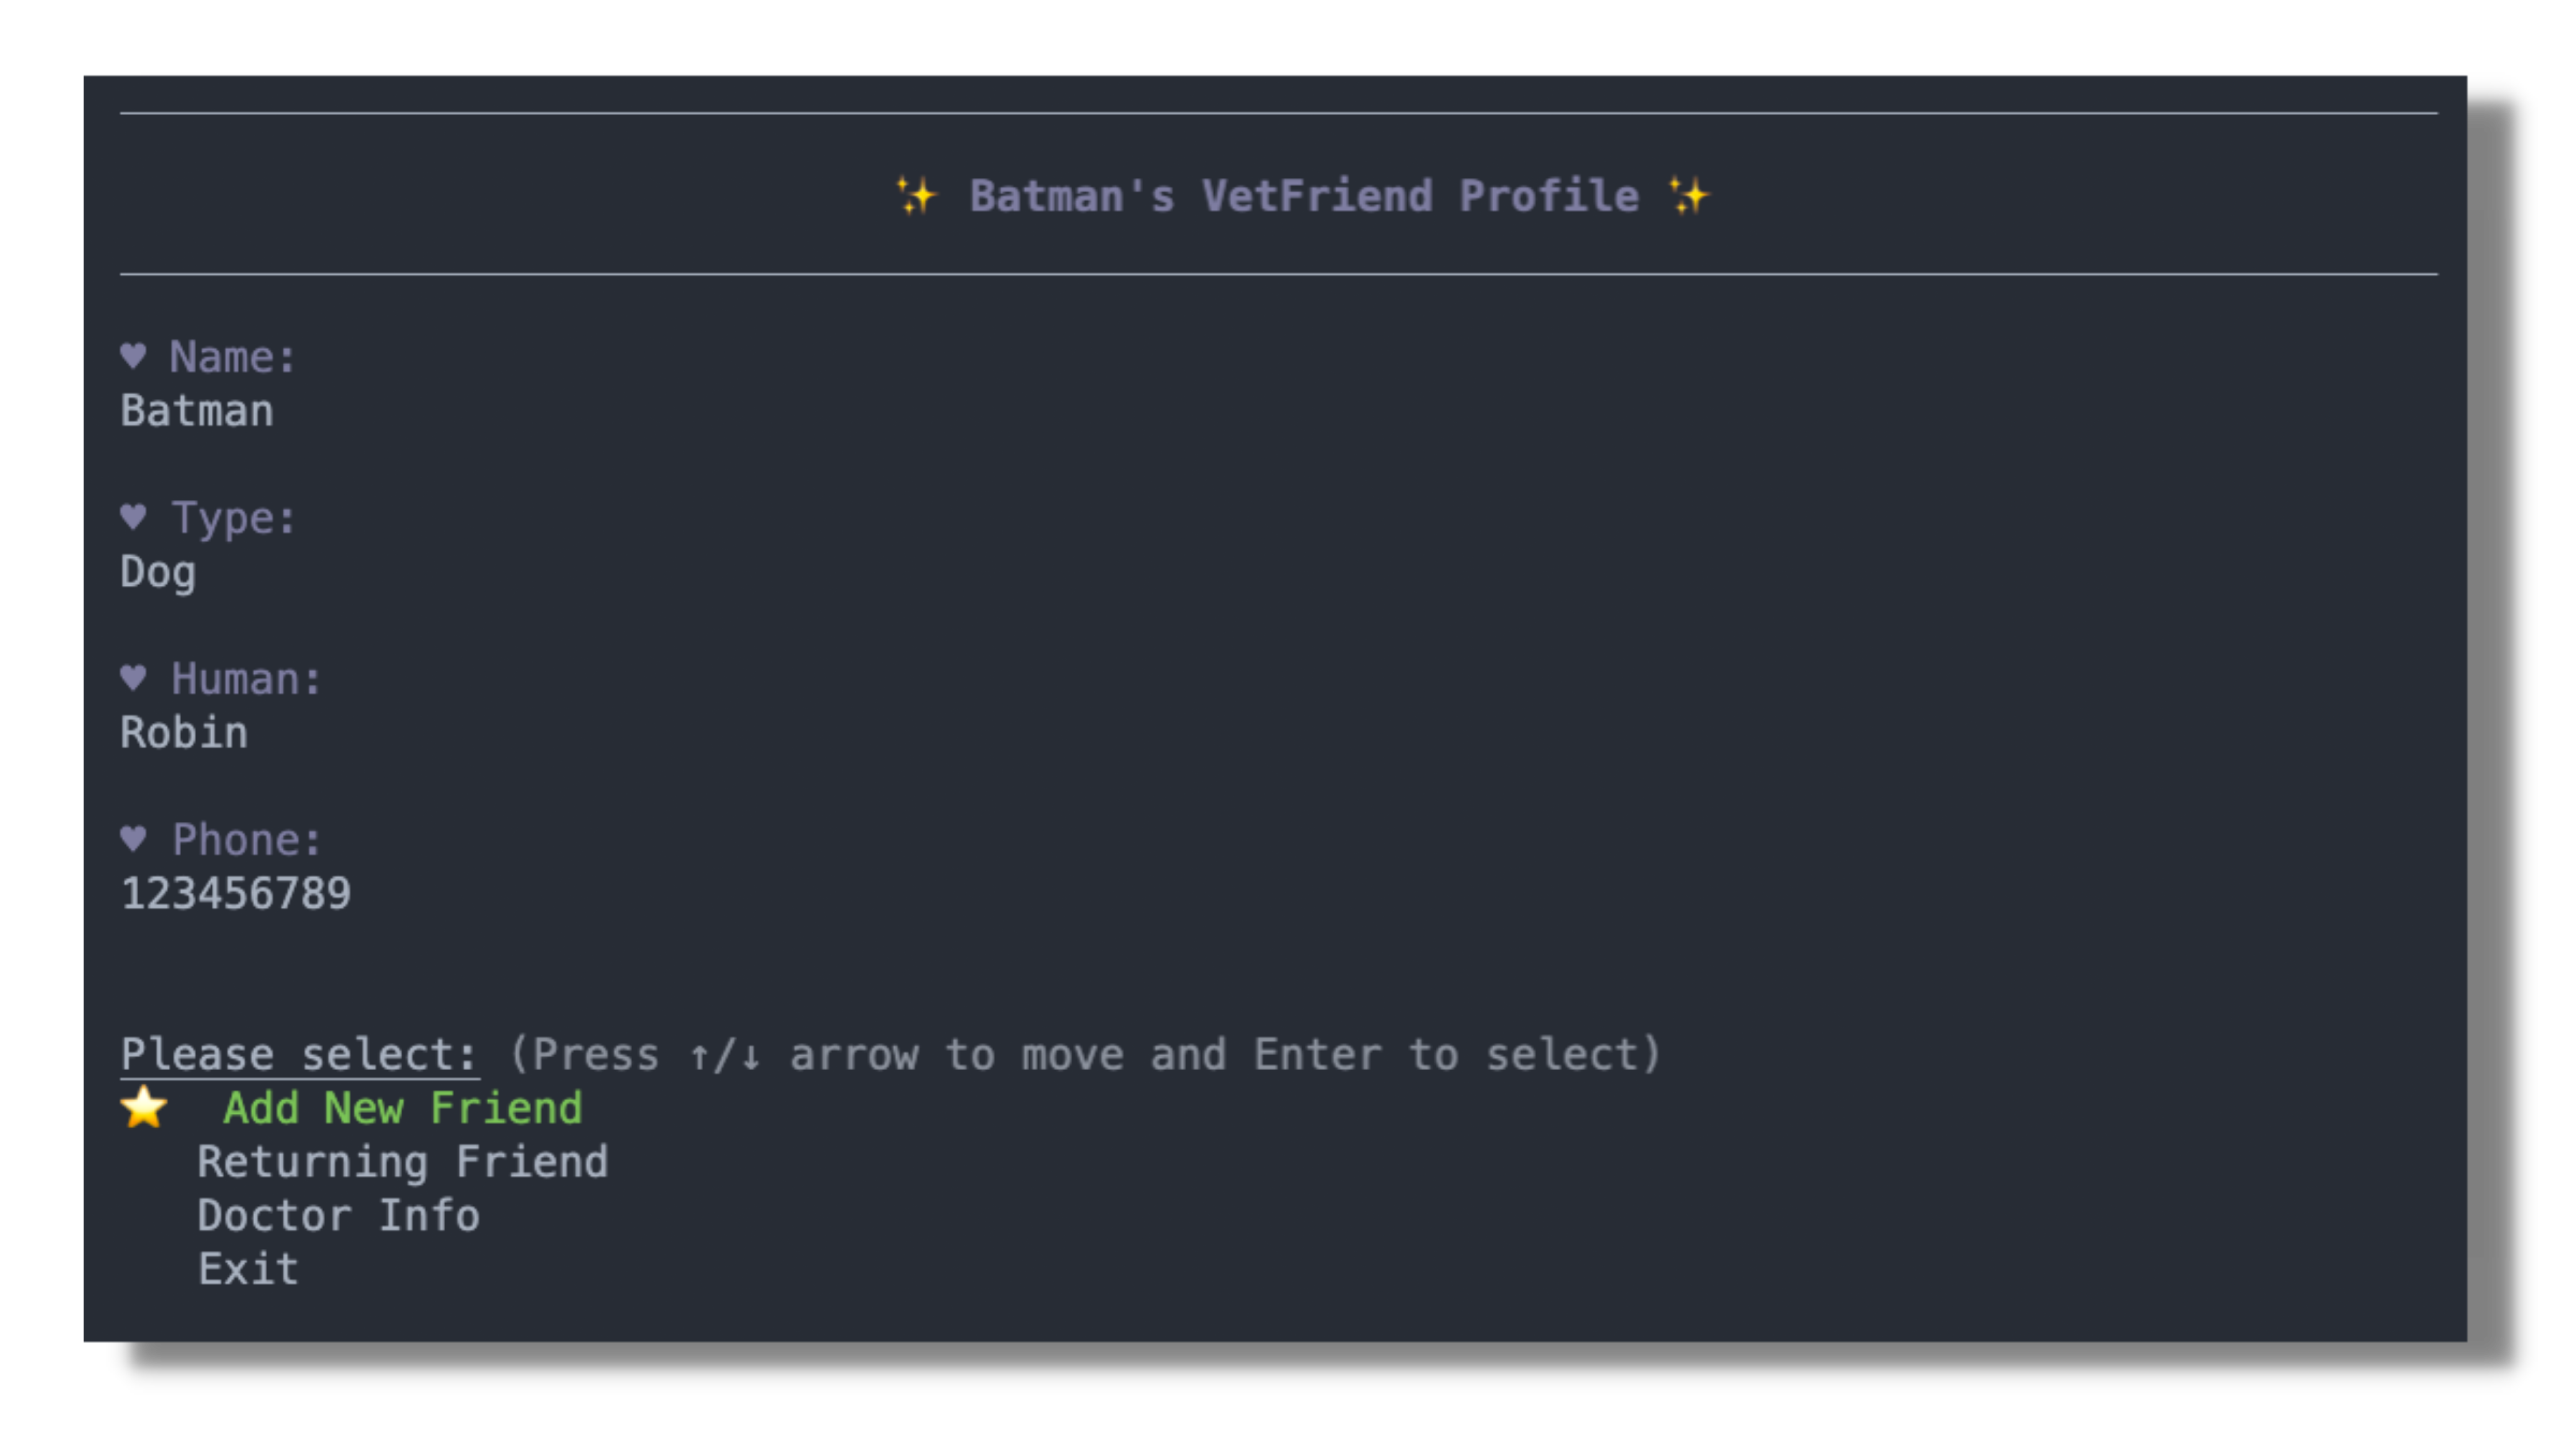 ✨ Batman's VetFriend Profile ✨
♥ Name:
Batman
♥ Type:
Dog
♥ Human:
Robin
♥ Phone:
123456789
Please select: (Press ↑/↓ arrow to move and Enter to select)
⭐ Add New Friend
Returning Friend
Doctor Info
Exit